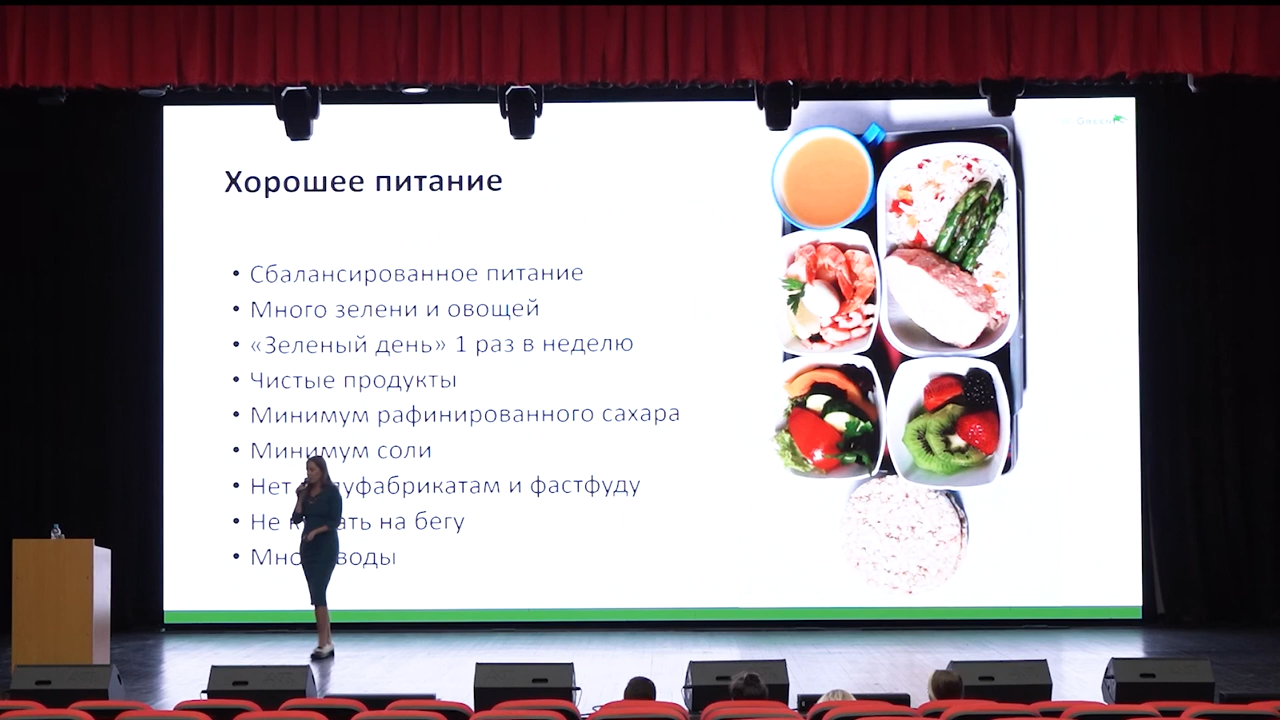 Хорошее питание
• Сбалансированное питание
• Много зелени и овощей
• «Зеленый день» 1 раз в неделю
• Чистые продукты
• Минимум рафинированного сахара
• Минимум соли
• Нет и фастфуду
• Не на бегу
•